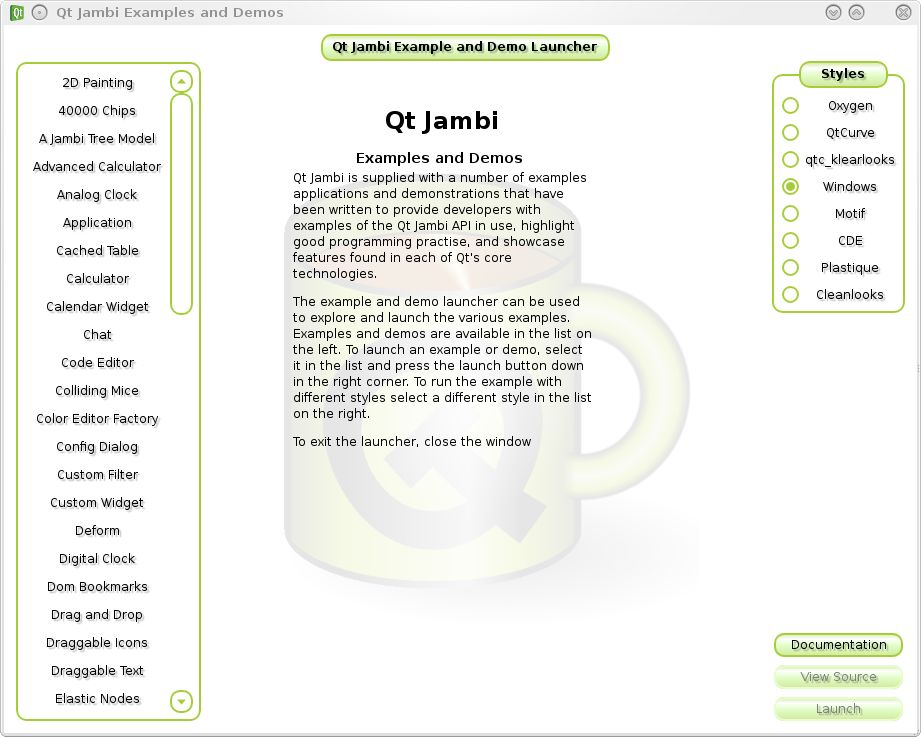 Qt Jambi Examples and Demos
Qt Jambi Example and Demo Launcher
2D Painting
40000 Chips
A Jambi Tree Model
Advanced Calculator
Analog Clock
Application
Cached Table
Calculator
Calendar Widget
Chat
Code Editor
Colliding Mice
Color Editor Factory
Config Dialog
Custom Filter
Custom Widget
Deform
Digital Clock
Dom Bookmarks
Drag and Drop
Draggable Icons
Draggable Text
Elastic Nodes
Qt Jambi
Examples and Demos
Qt Jambi is supplied with a number of examples
applications and demonstrations that have
been written to provide developers with
examples of the Qt Jambi API in use, highlight
good programming practise, and showcase
features found in each of Qt's core
technologies.
The example and demo launcher can be used
to explore and launch the various examples.
Examples and demos are available in the list on
the left. To launch an example or demo, select
it in the list and press the launch button down
in the right corner. To run the example with
different styles select a different style in the list
on the right.
To exit the launcher, close the window
Styles
Oxygen
QtCurve
qtc_klearlooks
Windows
Motif
CDE
Plastique
Cleanlooks
Documentation
View Source
Launch